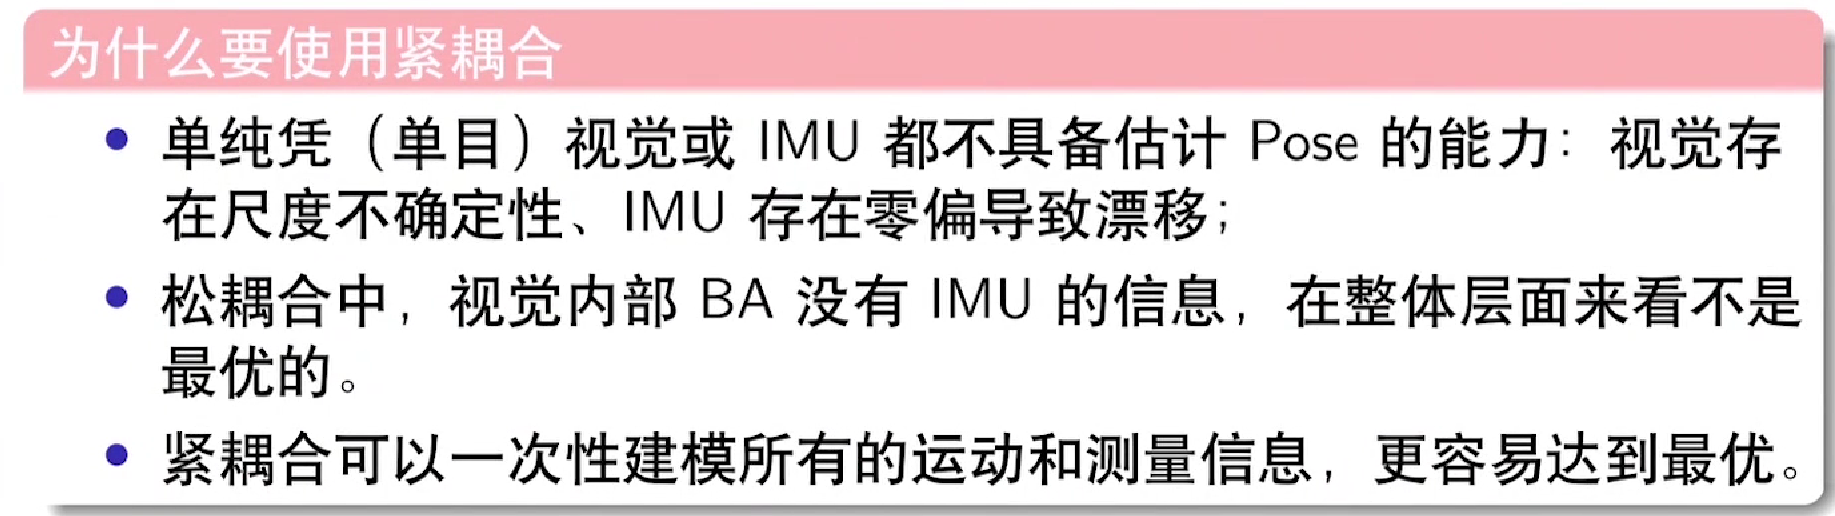 为什么要使用紧耦合
● 单纯凭（单目）视觉或 IMU 都不具备估计 Pose 的能力：视觉存
在尺度不确定性、IMU 存在零偏导致漂移；
● 松耦合中，视觉内部 BA 没有 IMU 的信息，在整体层面来看不是
最优的。
● 紧耦合可以一次性建模所有的运动和测量信息，更容易达到最优。